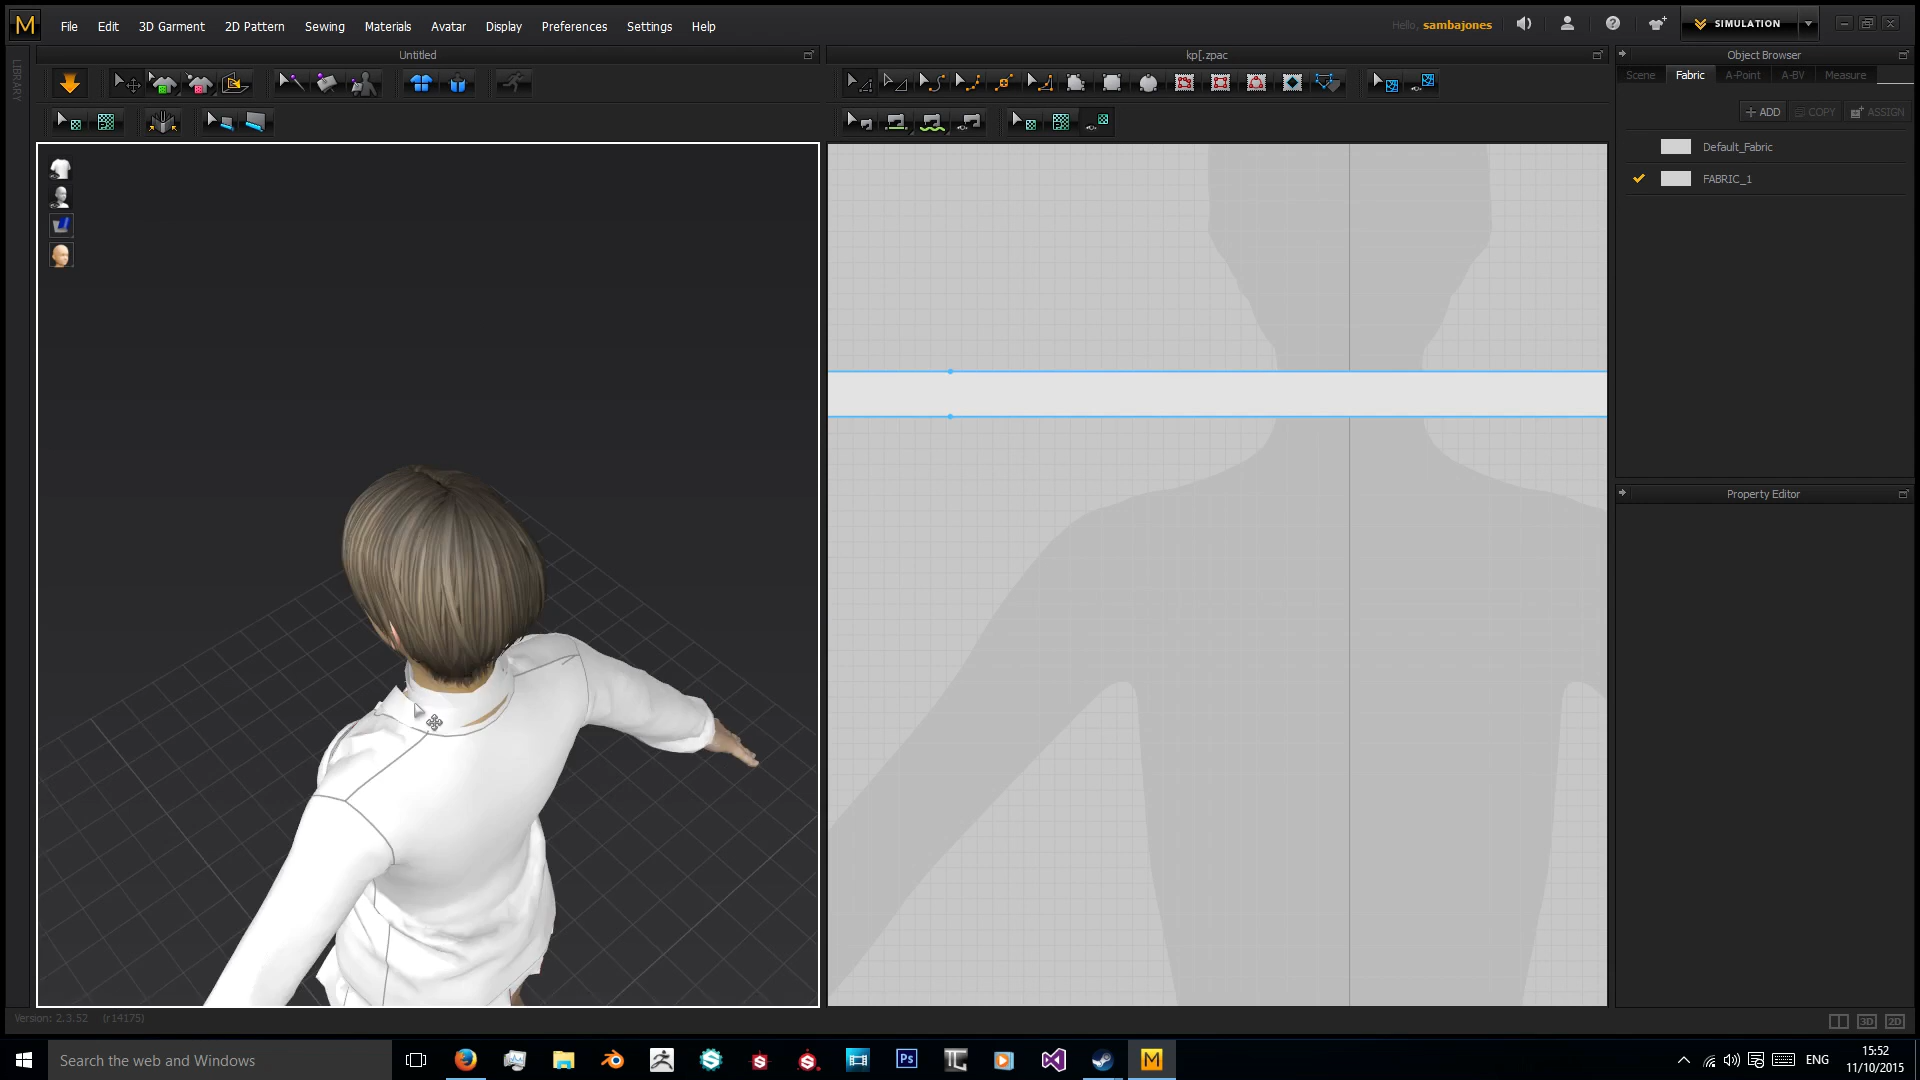 M File Edit 3D Garment 2D Pattern Sewing Materials Avatar Display Preferences Settings Help Hello, sambajones SIMULATION
Untitled kp[.zpac Object Browser
LIBRARY
Scene Fabric A-Point A-BV Measure
+ ADD COPY ASSIGN
Default_Fabric
FABRIC_1
Property Editor
Version: 2.3.52 (r14175)
3D 2D
Search the web and Windows
Ps
M
ENG
15:52
11/10/2015